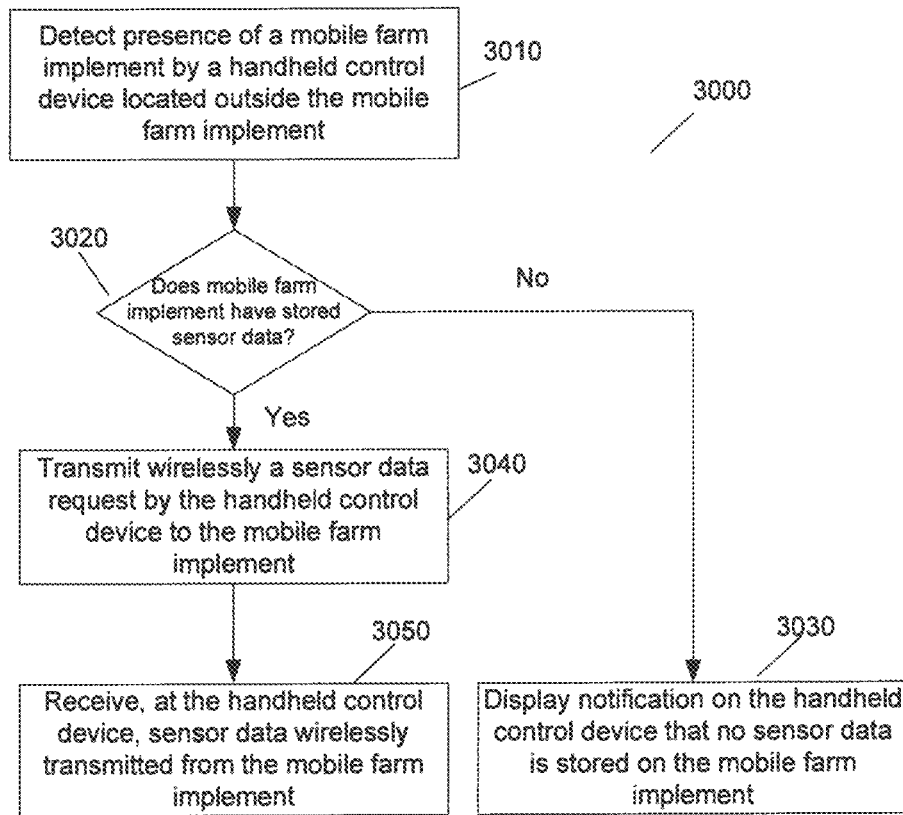 Detect presence of a mobile farm
implement by a handheld control
device located outside the mobile
farm implement
3010
3000
3020
Does mobile farm
implement have stored
sensor data?
No
Yes
Transmit wirelessly a sensor data
request by the handheld control
device to the mobile farm
implement
3040
3050
Receive, at the handheld control
device, sensor data wirelessly
transmitted from the mobile farm
implement
3030
Display notification on the handheld
control device that no sensor data
is stored on the mobile farm
implement